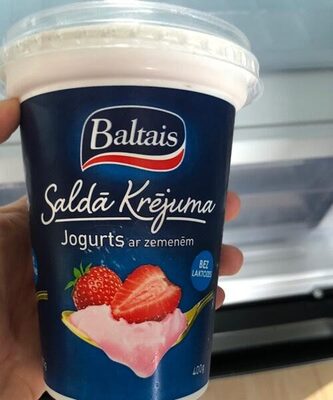 Baltais
Saldā Krējuma
Jogurts ar zemenēm
BEZ
LAKTOZES
400g